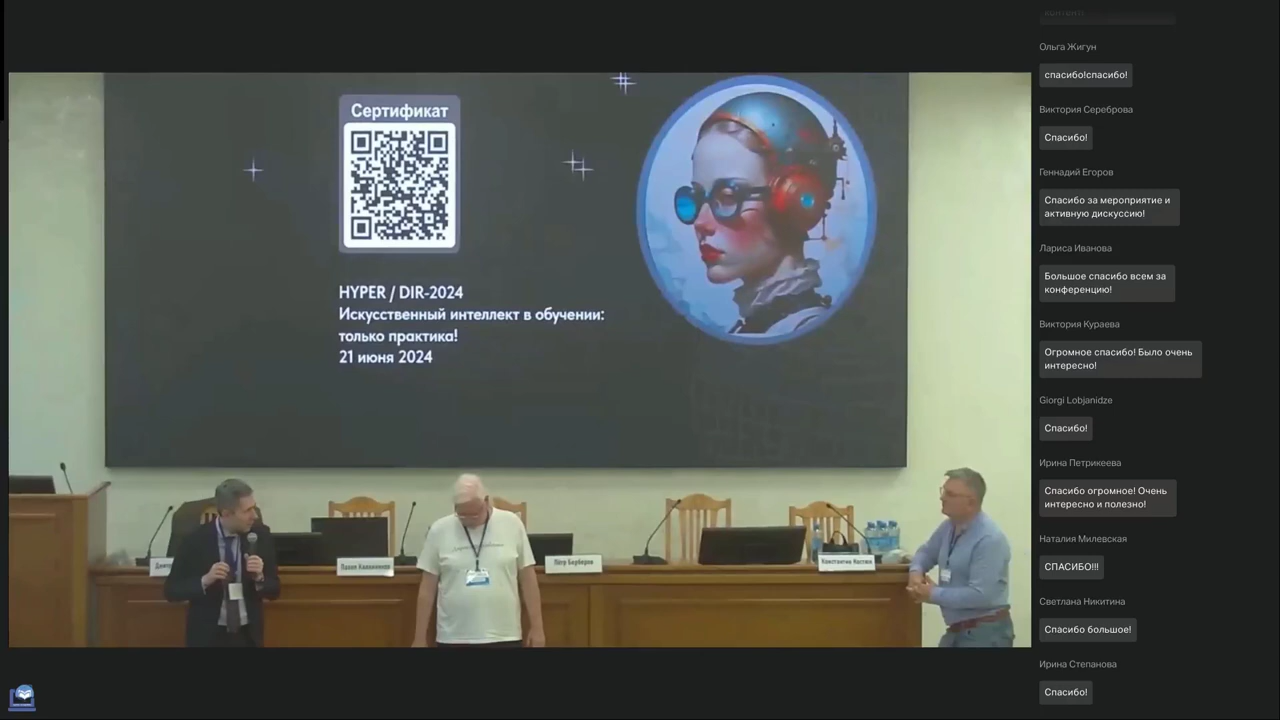 Сертификат
HYPER / DIR-2024
Искусственный интеллект в обучении:
только практика!
21 июня 2024
Павел Калинников
Пётр Берберов
Константин Костюк
Ольга Жигун
спасибо!спасибо!
Виктория Сереброва
Спасибо!
Геннадий Егоров
Спасибо за мероприятие и
активную дискуссию!
Лариса Иванова
Большое спасибо всем за
конференцию!
Виктория Кураева
Огромное спасибо! Было очень
интересно!
Giorgi Lobjanidze
Спасибо!
Ирина Петрикеева
Спасибо огромное! Очень
интересно и полезно!
Наталия Милевская
СПАСИБО!!!
Светлана Никитина
Спасибо большое!
Ирина Степанова
Спасибо!